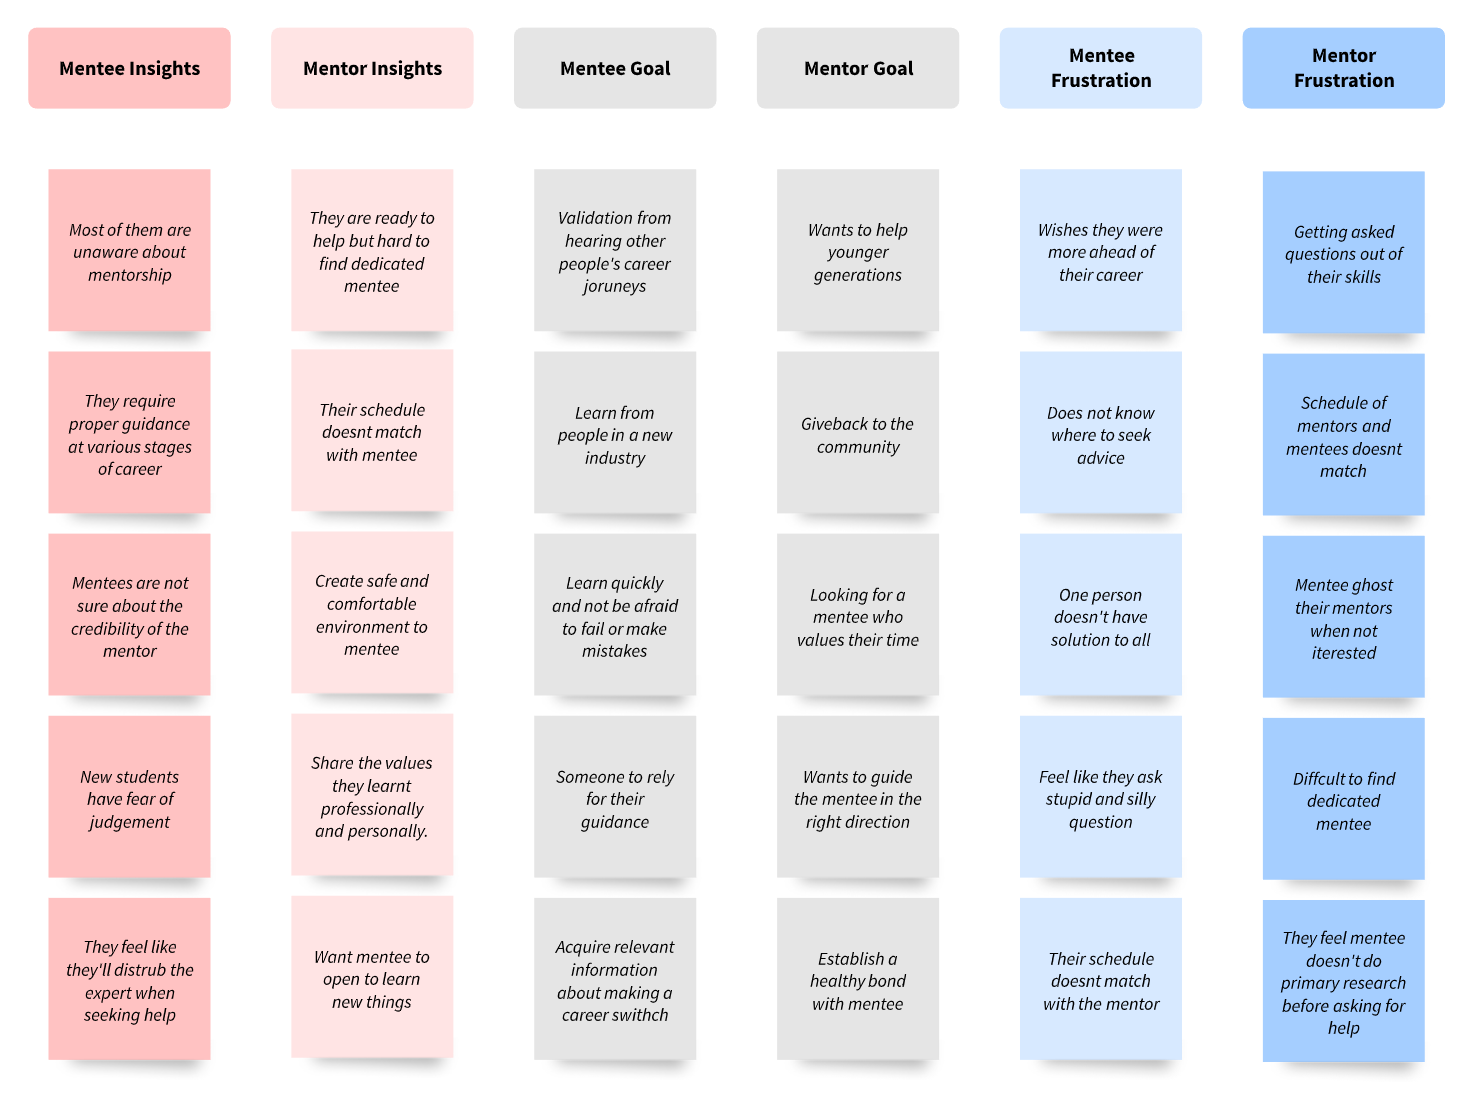 Mentee Insights
Mentor Insights
Mentee Goal
Mentor Goal
Mentee
Frustration
Mentor
Frustration
Most of them are
unaware about
mentorship
They are ready to
help but hard to
find dedicated
mentee
Validation from
hearing other
people's career
joruneys
Wants to help
younger
generations
Wishes they were
more ahead of
their career
Getting asked
questions out of
their skills
They require
proper guidance
at various stages
of career
Their schedule
doesnt match
with mentee
Learn from
people in a new
industry
Giveback to the
community
Does not know
where to seek
advice
Schedule of
mentors and
mentees doesnt
match
Mentees are not
sure about the
credibility of the
mentor
Create safe and
comfortable
environment to
mentee
Learn quickly
and not be afraid
to fail or make
mistakes
Looking for a
mentee who
values their time
One person
doesn't have
solution to all
Mentee ghost
their mentors
when not
iterested
New students
have fear of
judgement
Share the values
they learnt
professionally
and personally.
Someone to rely
for their
guidance
Wants to guide
the mentee in the
right direction
Feel like they ask
stupid and silly
question
Diffcult to find
dedicated
mentee
They feel like
they'll distrub the
expert when
seeking help
Want mentee to
open to learn
new things
Acquire relevant
information
about making a
career swithch
Establish a
healthy bond
with mentee
Their schedule
doesnt match
with the mentor
They feel mentee
doesn't do
primary research
before asking for
help